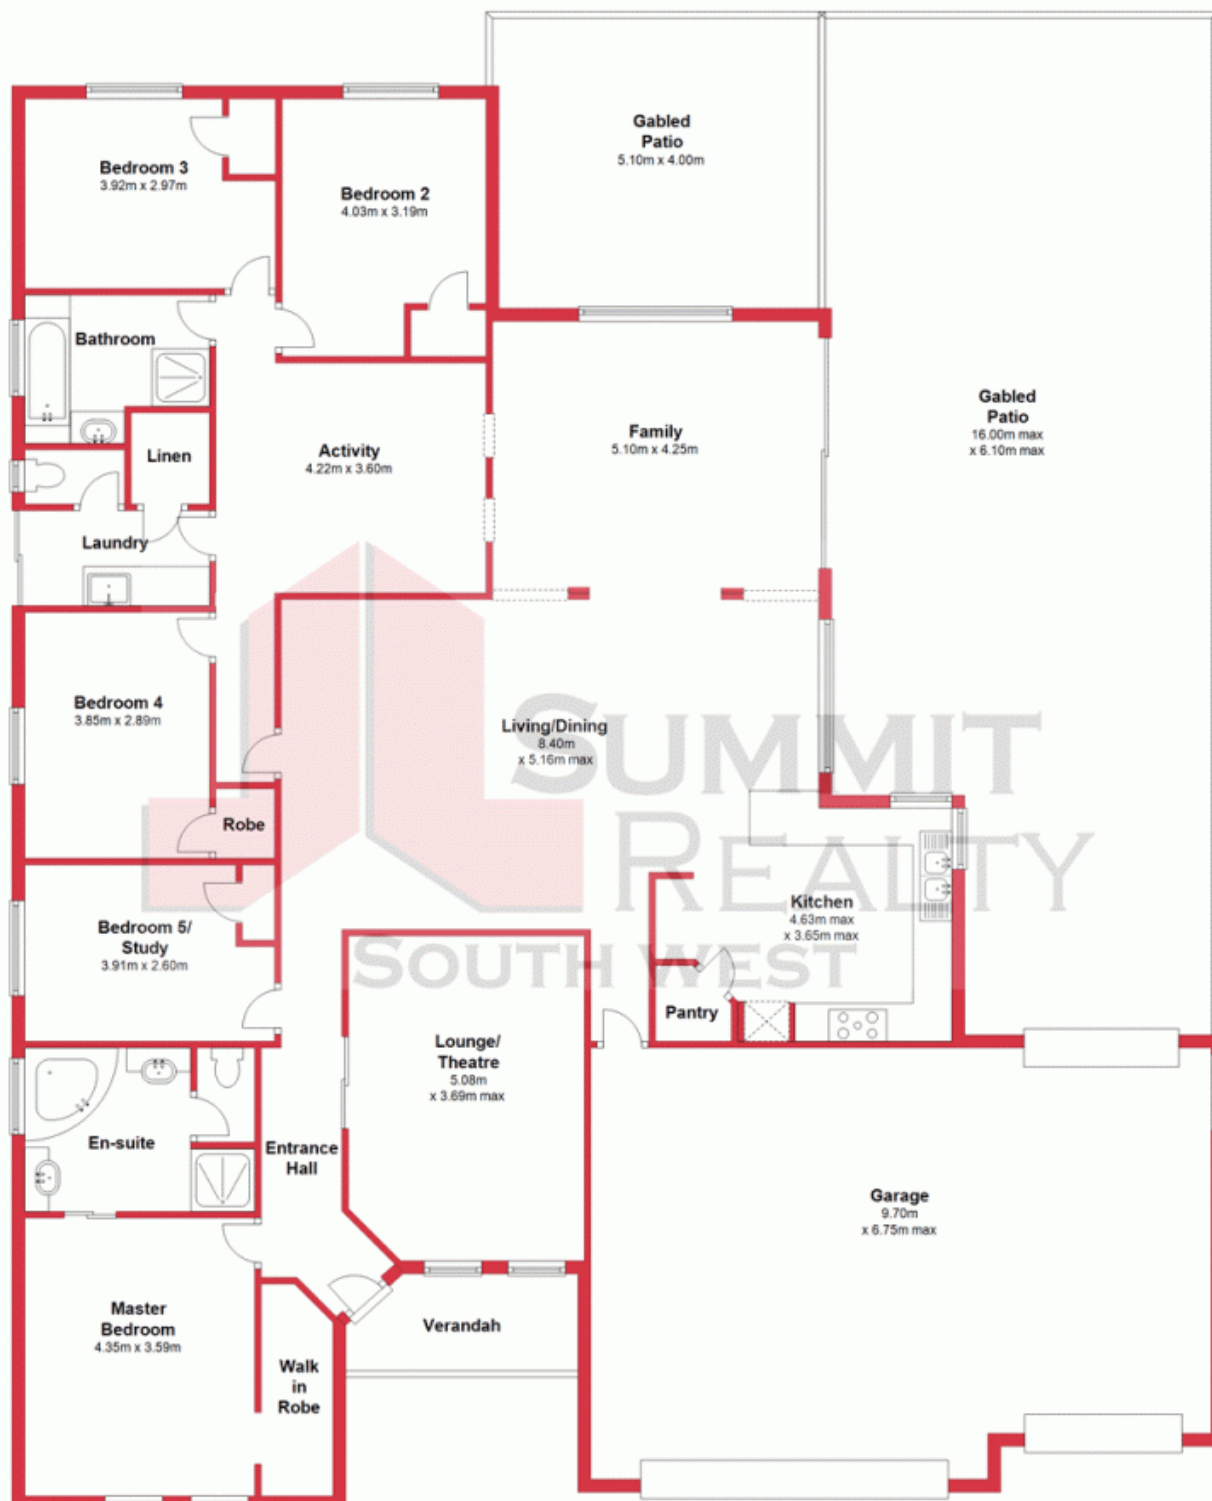 Gabled
Patio
5.10m x 4.00m
Bedroom 3
3.92m x 2.97m
Bedroom 2
4.03m x 3.19m
Bathroom
Gabled
Patio
16.00m max
x 6.10m max
Family
5.10m x 4.25m
Linen
Activity
4.22m x 3.60m
Laundry
Bedroom 4
3.85m x 2.89m
Living/Dining
8.40m
x 5.16m max
SUMMIT
REALTY
SOUTH WEST
Robe
Kitchen
4.63m max
x 3.65m max
Bedroom 5/
Study
3.91m x 2.60m
Pantry
Lounge/
Theatre
5.08m
x 3.69m max
En-suite
Entrance
Hall
Garage
9.70m
x 6.75m max
Master
Bedroom
4.35m x 3.59m
Verandah
Walk
in
Robe